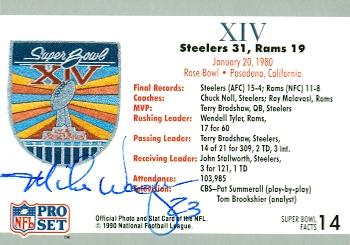 XIV
Steelers 31, Rams 19
January 20, 1980
Rose Bowl • Pasadena, California
Super Bowl
XIV
Final Records: Steelers (AFC) 15-4; Rams (NFC) 11-8
Coaches: Chuck Noll, Steelers; Ray Malavasi, Rams
MVP: Terry Bradshaw, QB, Steelers
Rushing Leader: Wendell Tyler, Rams,
17 for 60
Passing Leader: Terry Bradshaw, Steelers,
14 of 21 for 309, 2 TD, 3 int.
Receiving Leader: John Stallworth, Steelers,
3 for 121, 1 TD
Attendance: 103,985
Television: CBS—Pat Summerall (play-by-play)
Tom Brookshier (analyst)
Mike 23
NFL
PRO
SET
Official Photo and Stat Card of the NFL.
© 1990 National Football League.
SUPER BOWL
FACTS
14